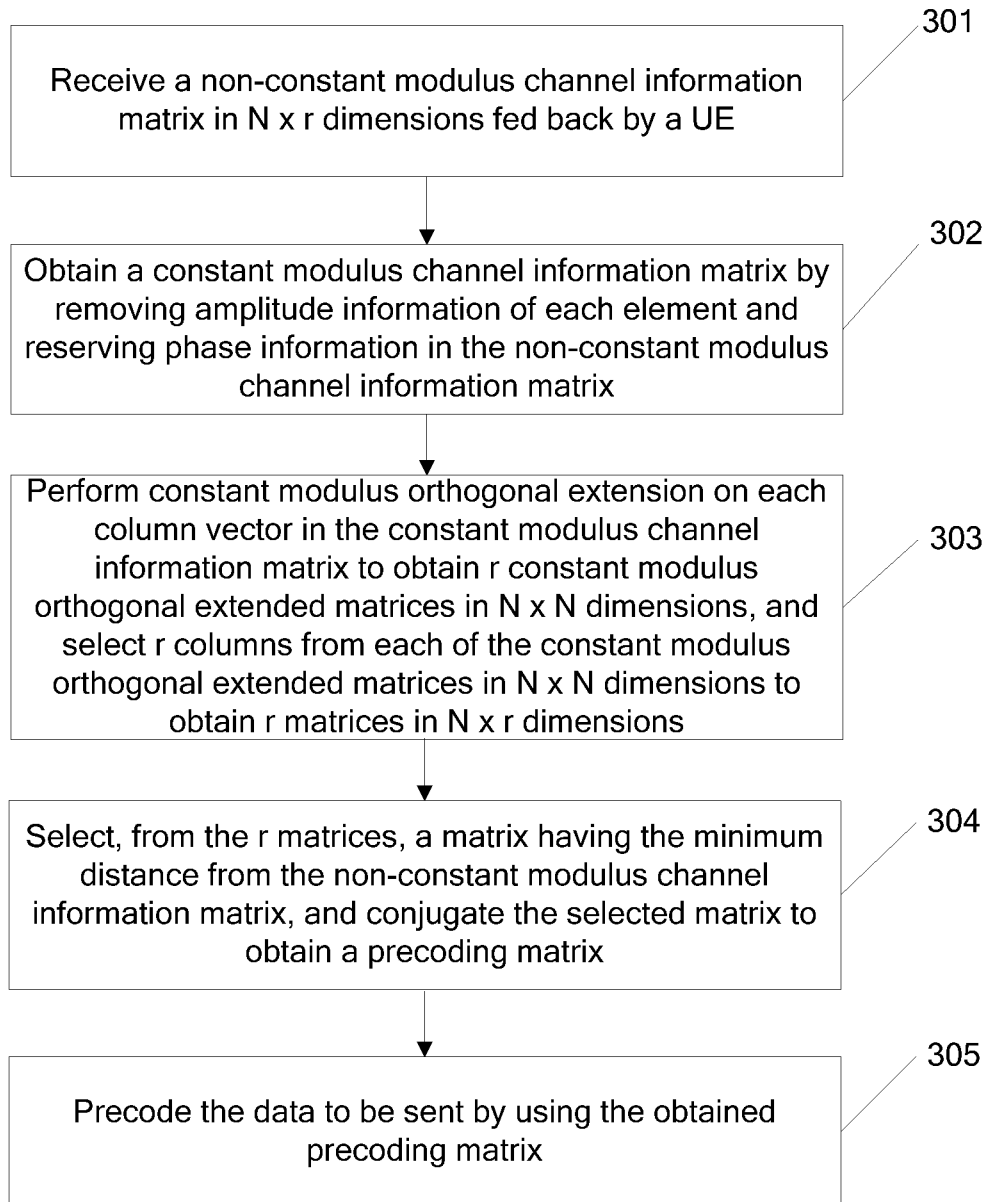 301
Receive a non-constant modulus channel information
matrix in N x r dimensions fed back by a UE
302
Obtain a constant modulus channel information matrix by
removing amplitude information of each element and
reserving phase information in the non-constant modulus
channel information matrix
303
Perform constant modulus orthogonal extension on each
column vector in the constant modulus channel
information matrix to obtain r constant modulus
orthogonal extended matrices in N x N dimensions, and
select r columns from each of the constant modulus
orthogonal extended matrices in N x N dimensions to
obtain r matrices in N x r dimensions
304
Select, from the r matrices, a matrix having the minimum
distance from the non-constant modulus channel
information matrix, and conjugate the selected matrix to
obtain a precoding matrix
305
Precode the data to be sent by using the obtained
precoding matrix